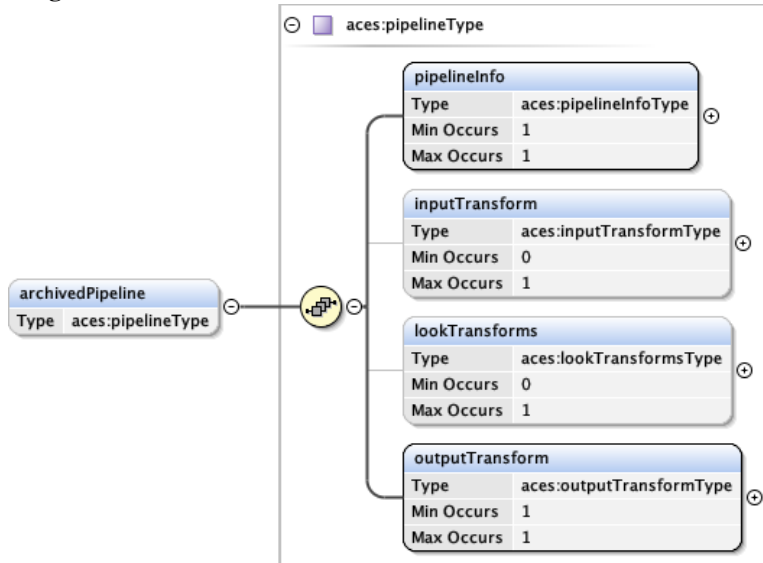 aces:pipelineType
pipelineInfo
Type aces:pipelineInfoType
Min Occurs 1
Max Occurs 1
inputTransform
Type aces:inputTransformType
Min Occurs 0
Max Occurs 1
archivedPipeline
Type aces:pipelineType
lookTransforms
Type aces:lookTransformsType
Min Occurs 0
Max Occurs 1
outputTransform
Type aces:outputTransformType
Min Occurs 1
Max Occurs 1